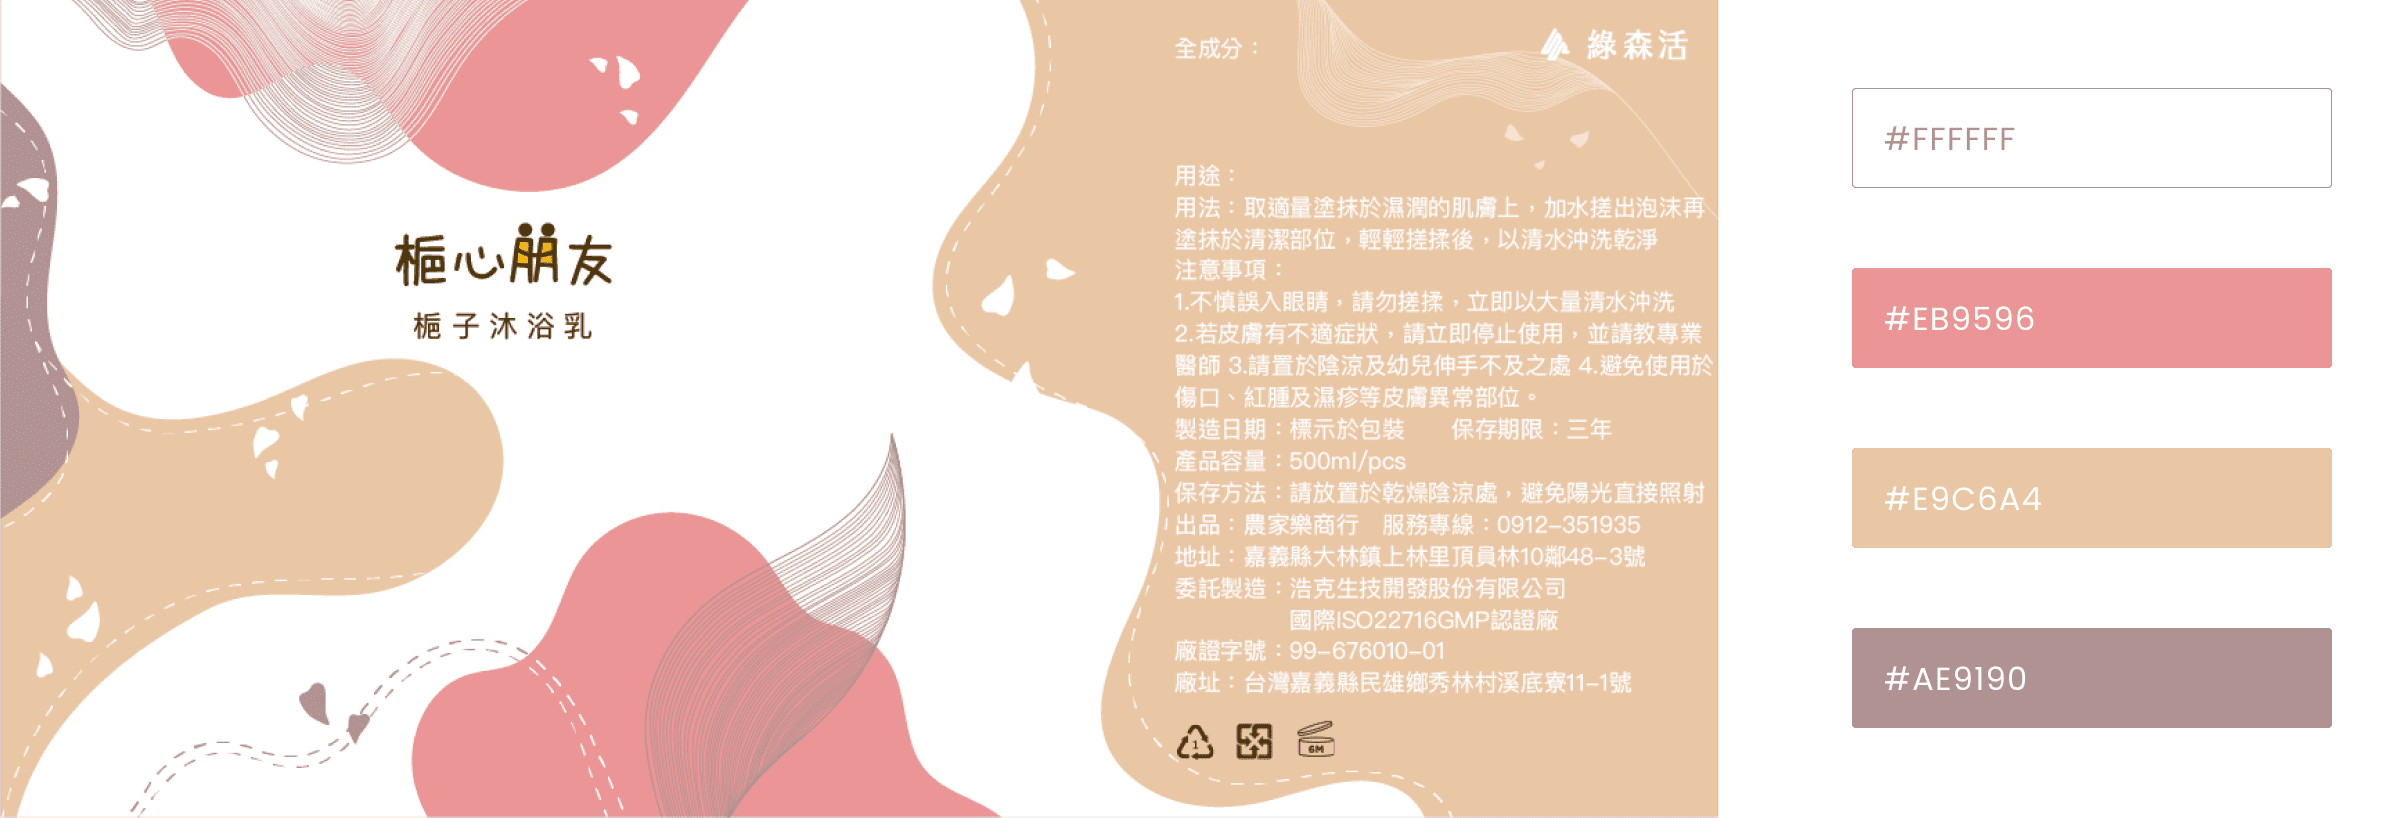 梔心朋友
梔子沐浴乳
全成分：
綠森活
用途：
用法：取適量塗抹於濕潤的肌膚上，加水搓出泡沫再
塗抹於清潔部位，輕輕搓揉後，以清水沖洗乾淨
注意事項：
1.不慎誤入眼睛，請勿搓揉，立即以大量清水沖洗
2.若皮膚有不適症狀，請立即停止使用，並請教專業
醫師 3.請置於陰涼及幼兒伸手不及之處 4.避免使用於
傷口、紅腫及濕疹等皮膚異常部位。
製造日期：標示於包裝　　保存期限：三年
產品容量：500ml/pcs
保存方法：請放置於乾燥陰涼處，避免陽光直接照射
出品：農家樂商行　服務專線：0912-351935
地址：嘉義縣大林鎮上林里頂員林10鄰48-3號
委託製造：浩克生技開發股份有限公司
國際ISO22716GMP認證廠
廠證字號：99-676010-01
廠址：台灣嘉義縣民雄鄉秀林村溪底寮11-1號
1
6M
#FFFFFF
#EB9596
#E9C6A4
#AE9190